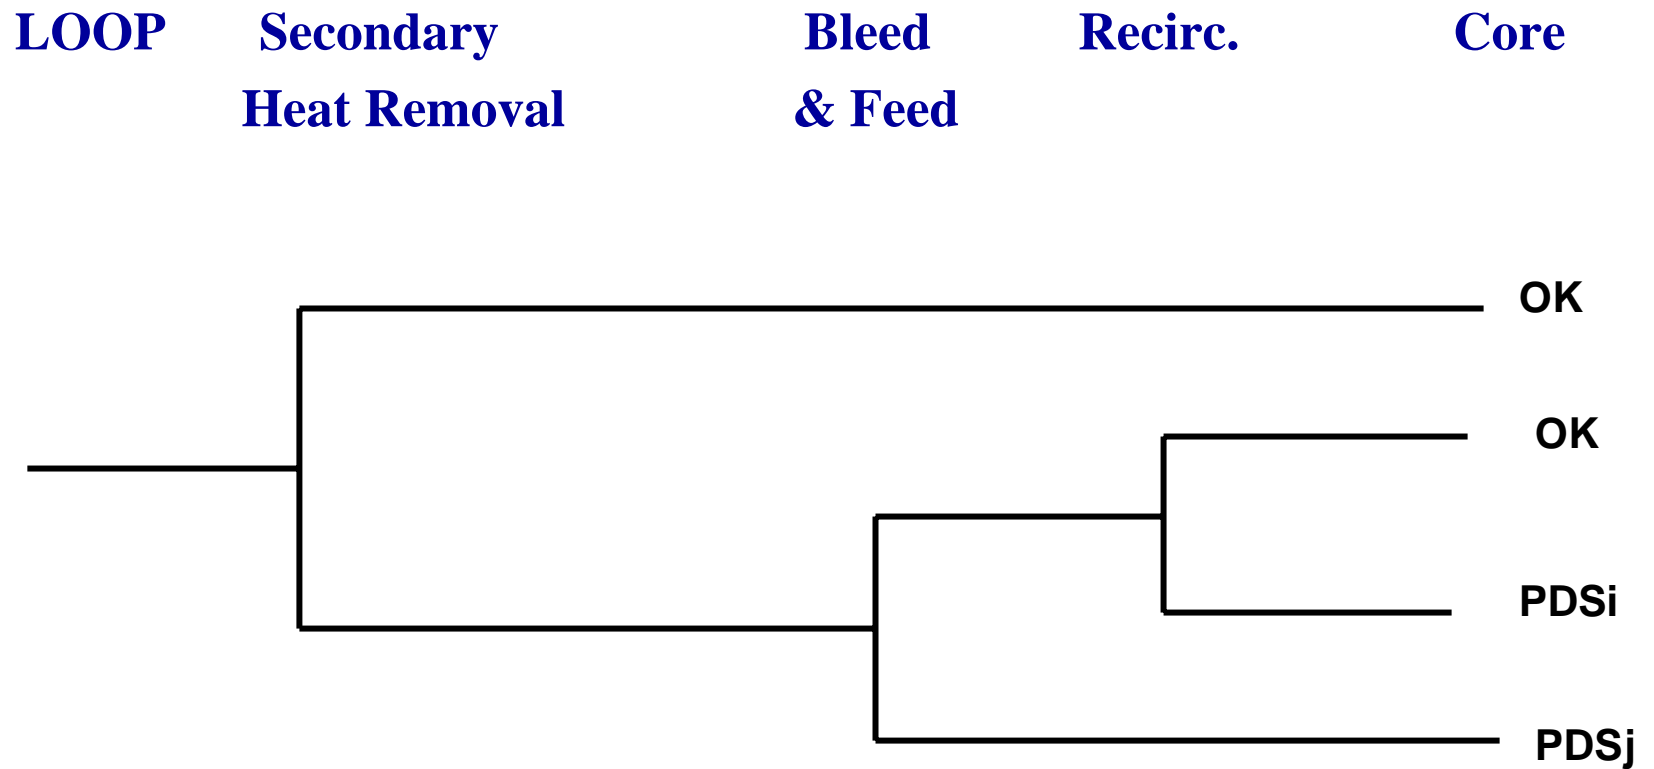 LOOP Secondary Bleed Recirc. Core
Heat Removal & Feed
OK
OK
PDSi
PDSj